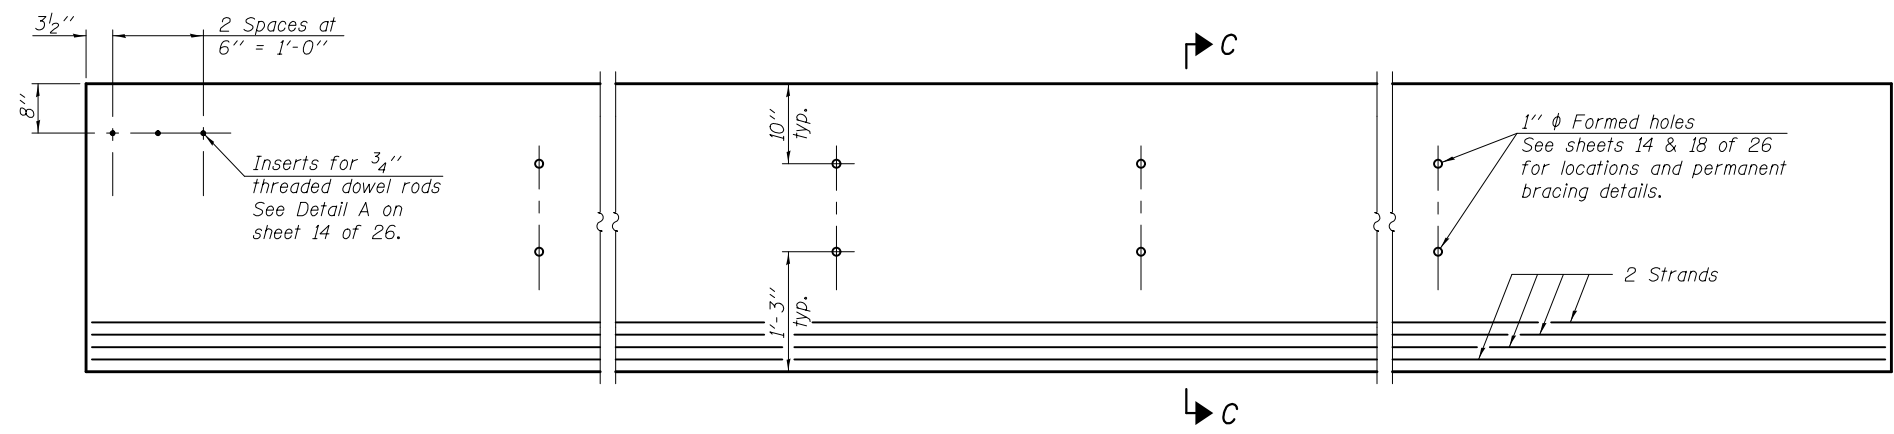 3½"
2 Spaces at
6" = 1'-0"
C
8"
10"
typ.
1" ϕ Formed holes
See sheets 14 & 18 of 26
for locations and permanent
bracing details.
Inserts for ¾"
threaded dowel rods
See Detail A on
sheet 14 of 26.
2 Strands
1'-3"
typ.
C